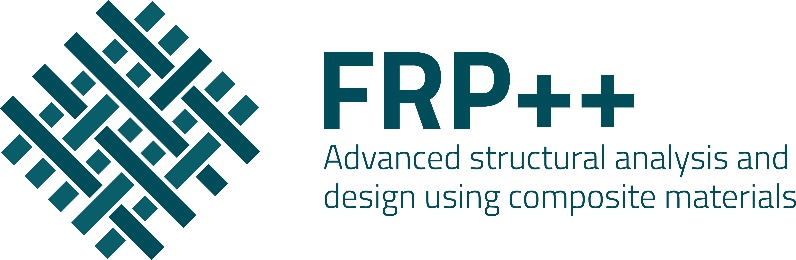 FRP++
Advanced structural analysis and
design using composite materials